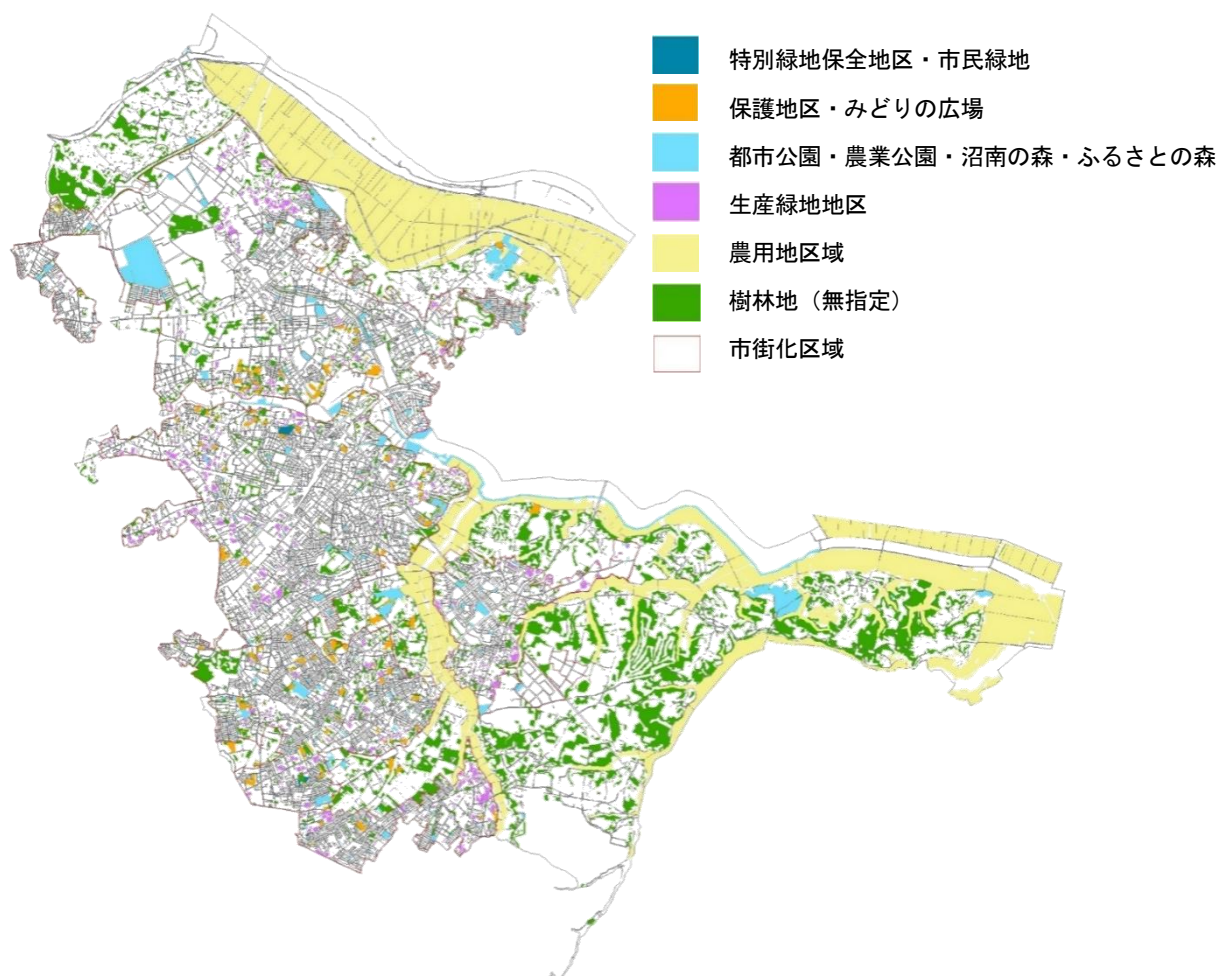 特別緑地保全地区・市民緑地
保護地区・みどりの広場
都市公園・農業公園・沼南の森・ふるさとの森
生産緑地地区
農用地区域
樹林地（無指定）
市街化区域